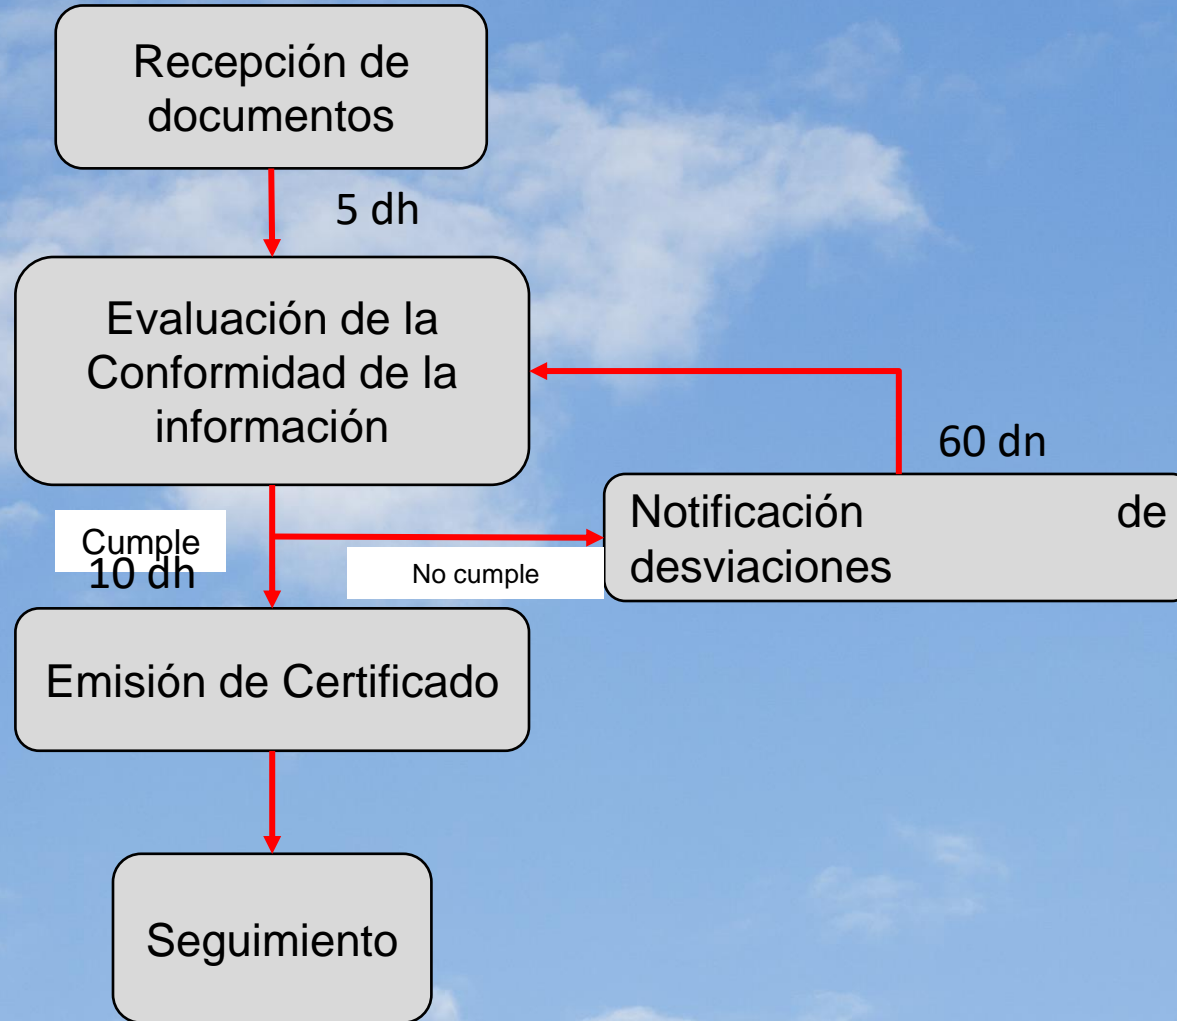 Recepción de
documentos
5 dh
Evaluación de la
Conformidad de la
información
60 dn
Notificación de
desviaciones
Cumple
10 dh
No cumple
Emisión de Certificado
Seguimiento